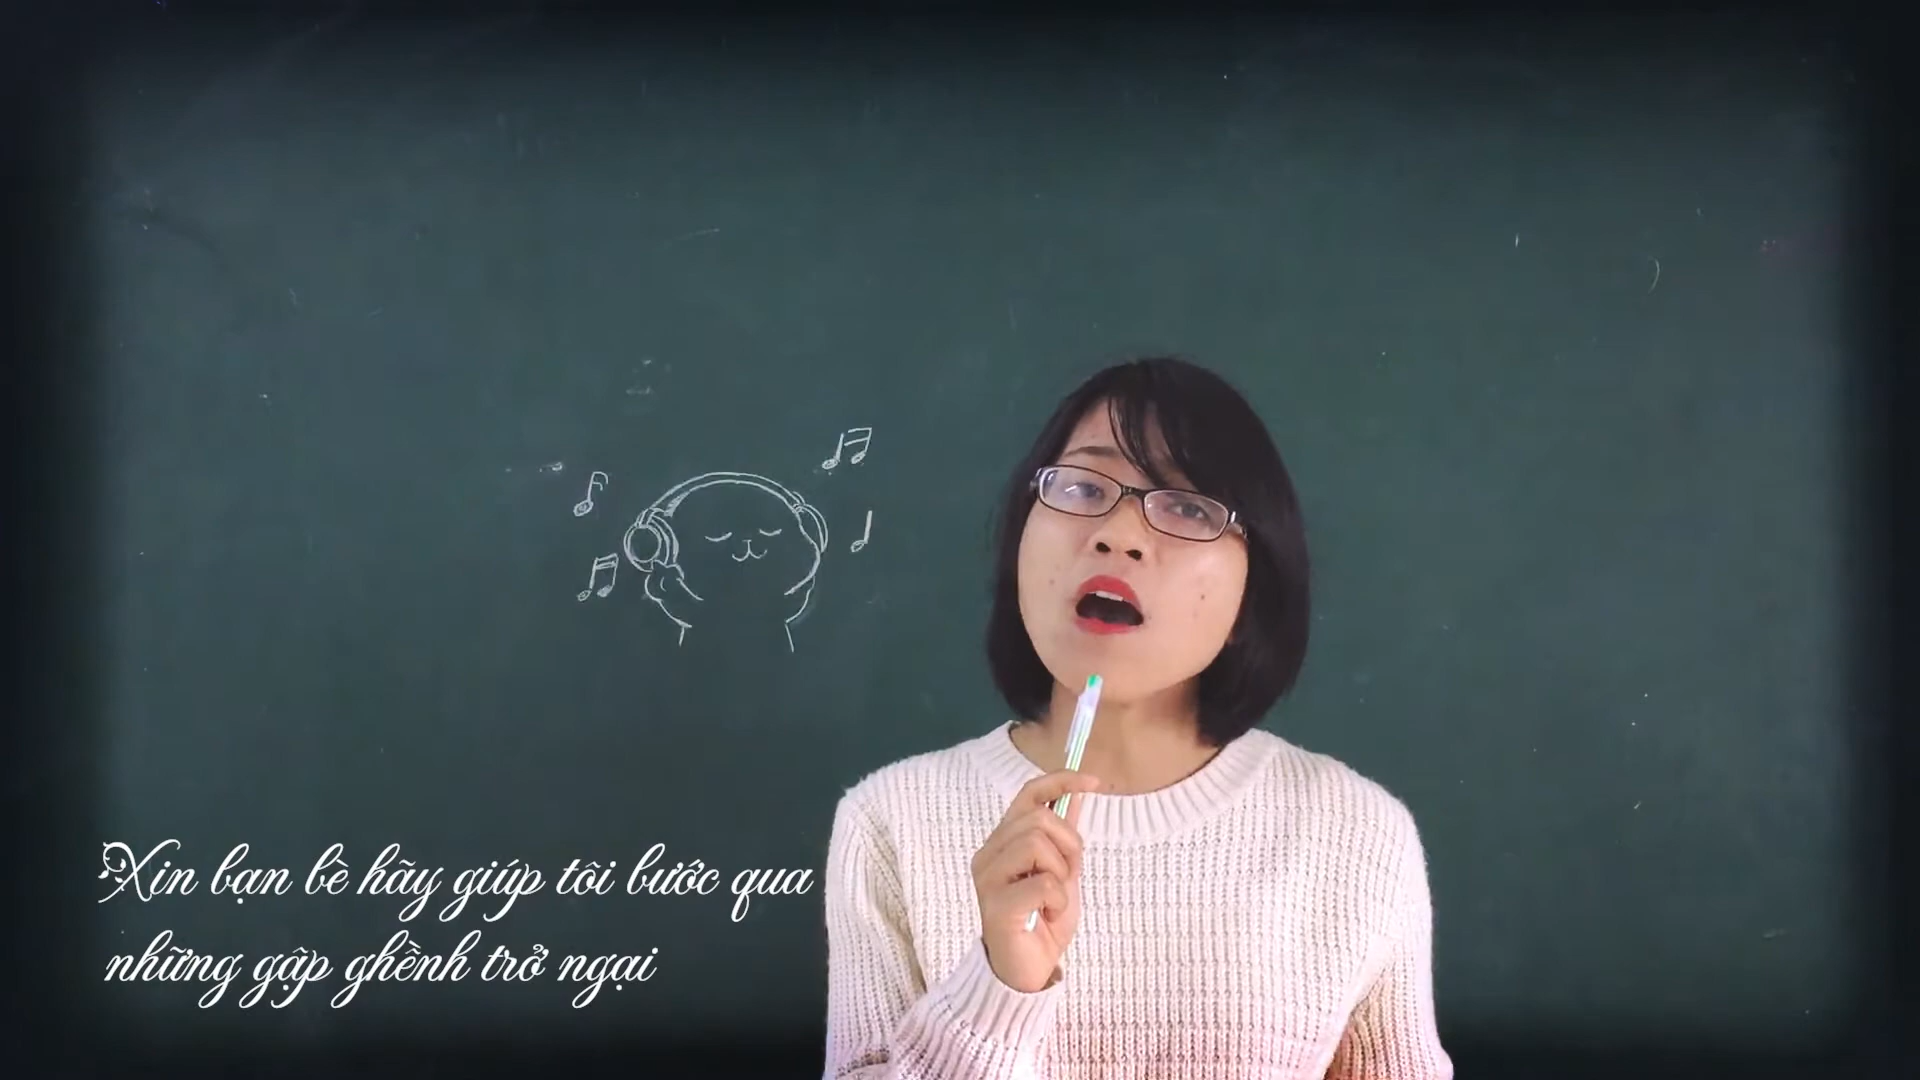 Xin bạn bè hãy giúp tôi bước qua
những gập ghềnh trở ngại